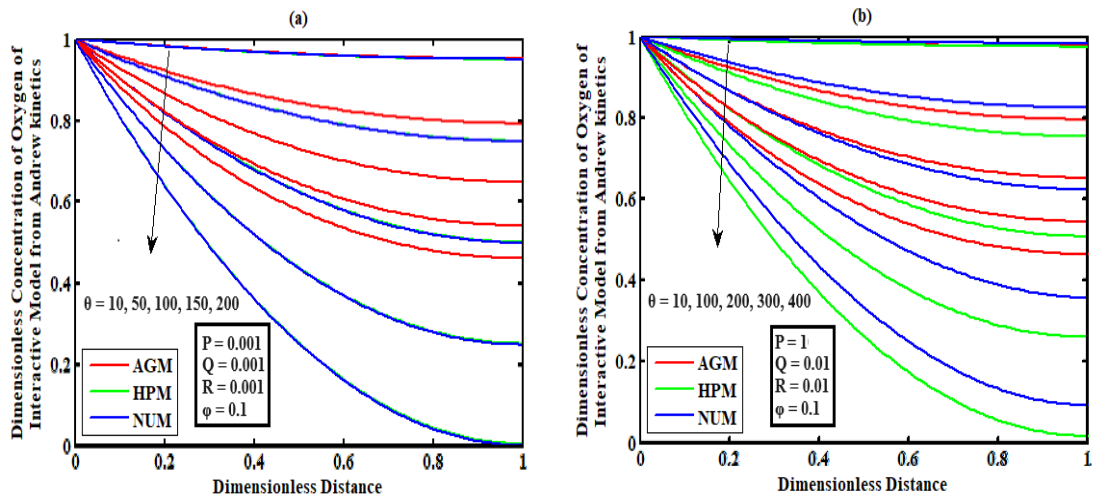 (a)
Dimensionless Concentration of Oxygen of
Interactive Model from Andrew kinetics
1
0.8
0.6
0.4
0.2
0
θ = 10, 50, 100, 150, 200
AGM
HPM
NUM
P = 0.001
Q = 0.001
R = 0.001
φ = 0.1
0
0.2
0.4
0.6
0.8
1
Dimensionless Distance
(b)
Dimensionless Concentration of Oxygen of
Interactive Model from Andrew kinetics
1
0.8
0.6
0.4
0.2
0
θ = 10, 100, 200, 300, 400
AGM
HPM
NUM
P = 1
Q = 0.01
R = 0.01
φ = 0.1
0
0.2
0.4
0.6
0.8
1
Dimensionless Distance